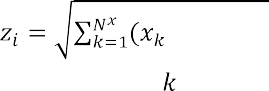 z_i = √(∑_{k=1}^{N^x} (x_k
k